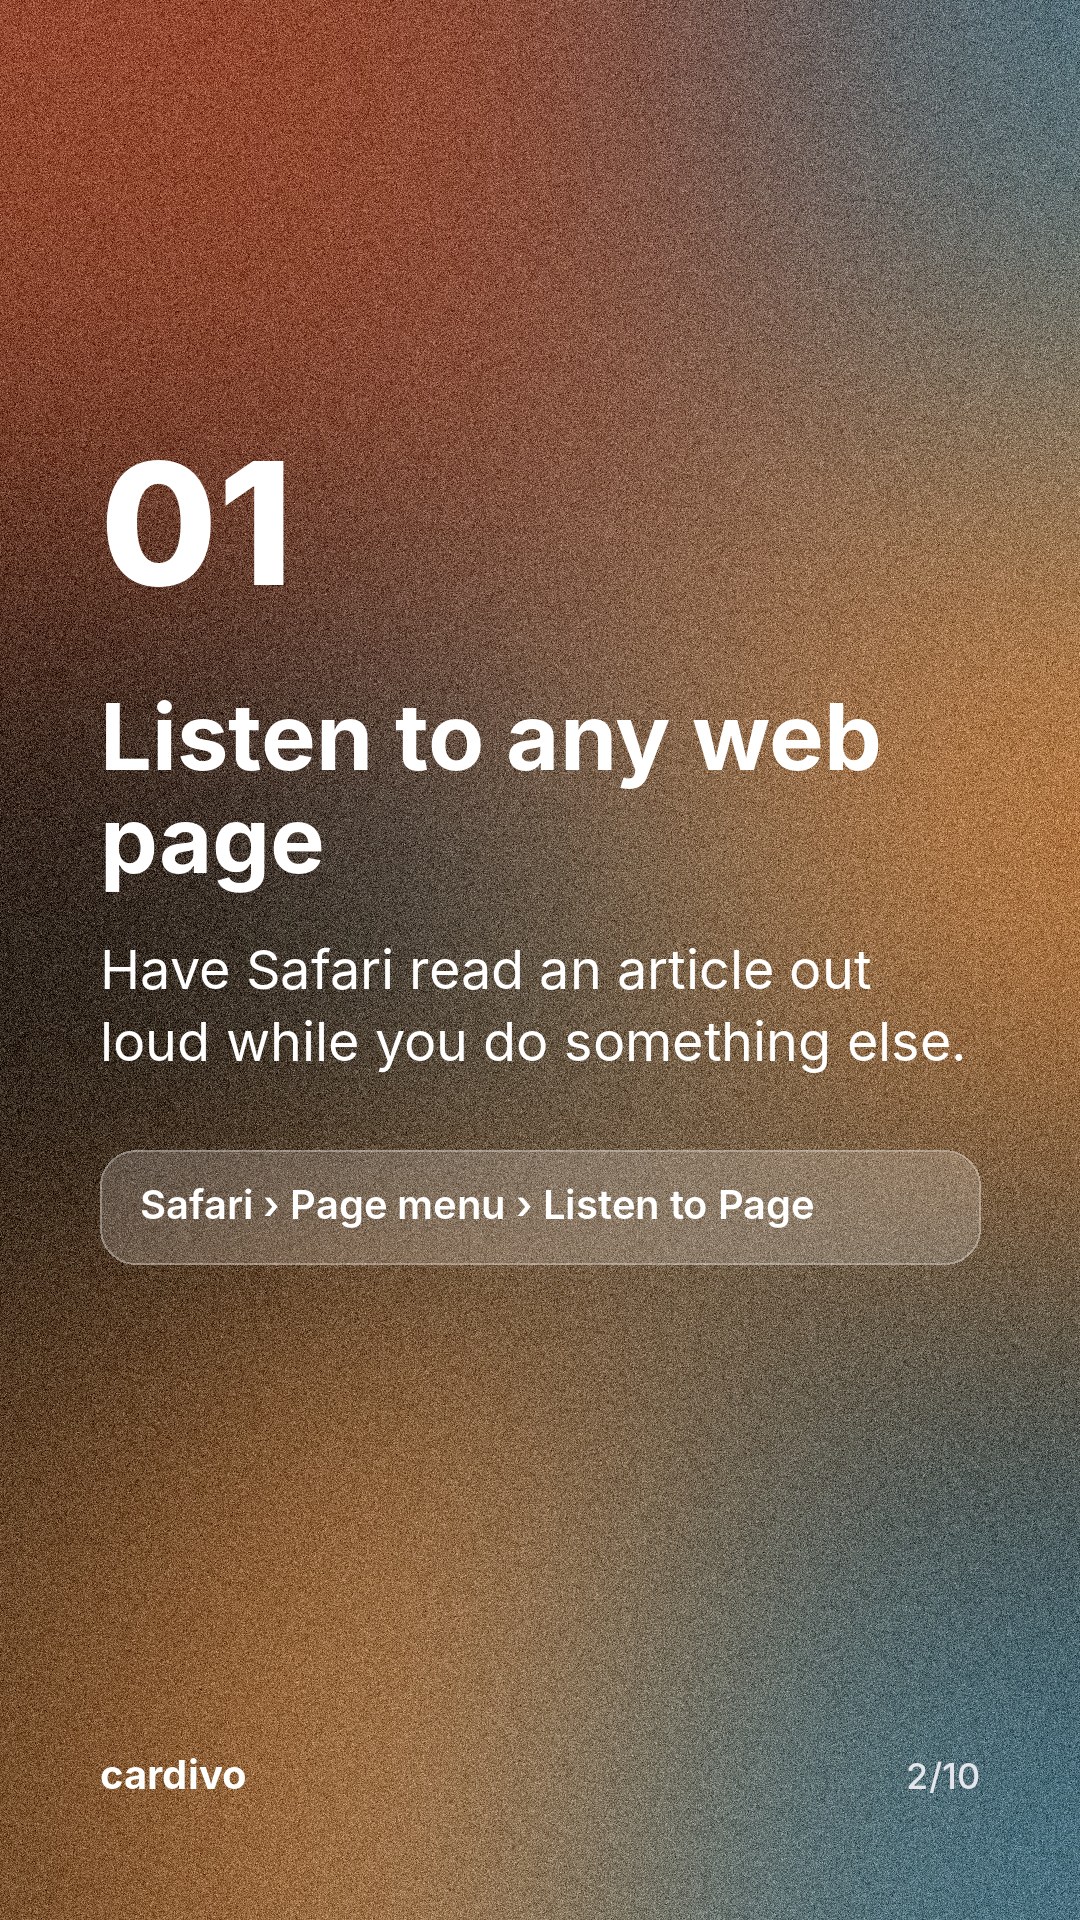 01
Listen to any web
page
Have Safari read an article out
loud while you do something else.
Safari › Page menu › Listen to Page
cardivo
2/10